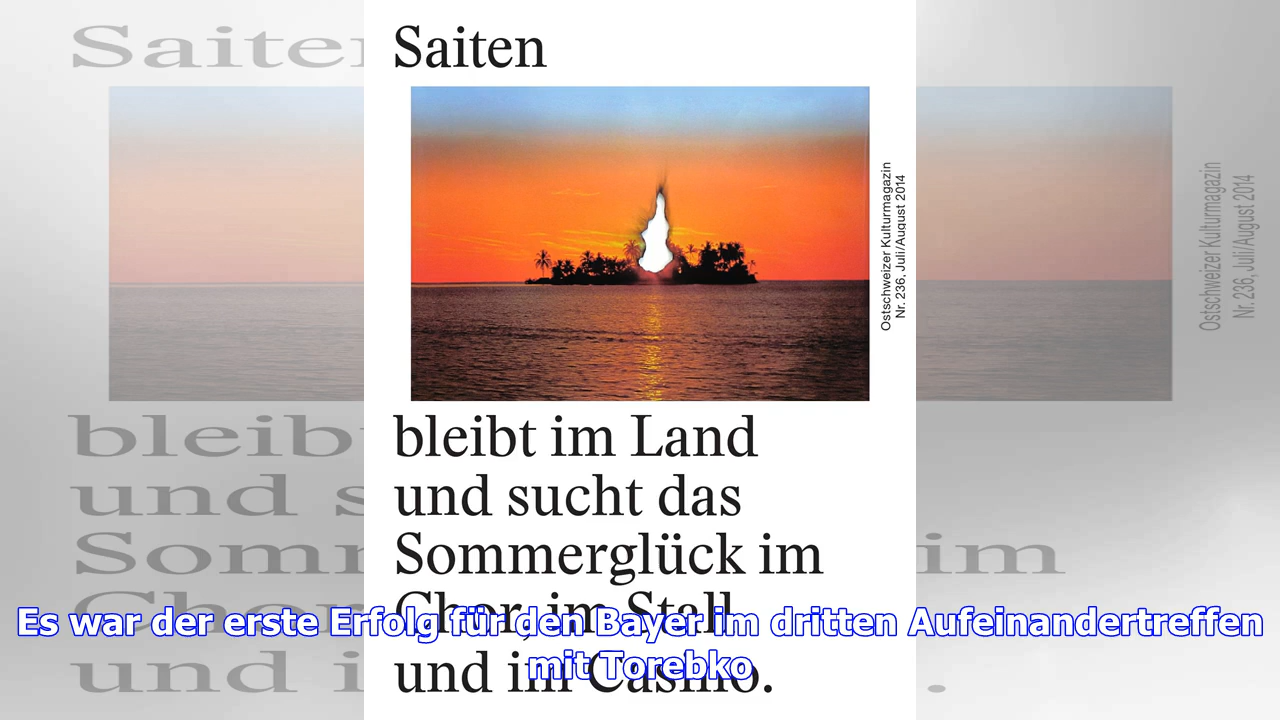 Saiten
Ostschweizer Kulturmagazin
Nr. 236, Juli/August 2014
bleibt im Land
und sucht das
Sommerglück im
Chor, im Stall
und im Casino.
Es war der erste Erfolg für den Bayer im dritten Aufeinandertreffen
mit Torebko